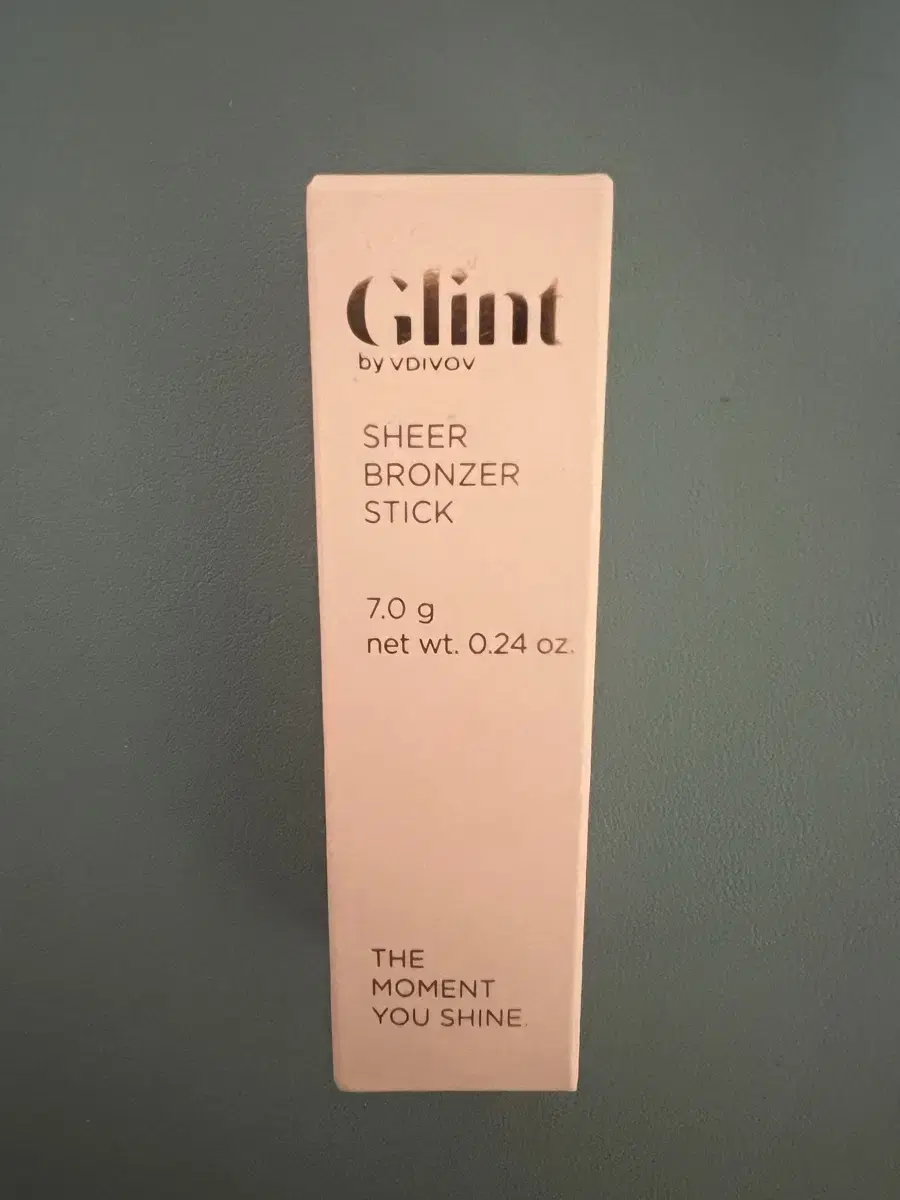 Glint
by VDIVOV
SHEER
BRONZER
STICK
7.0 g
net wt. 0.24 oz.
THE
MOMENT
YOU SHINE.